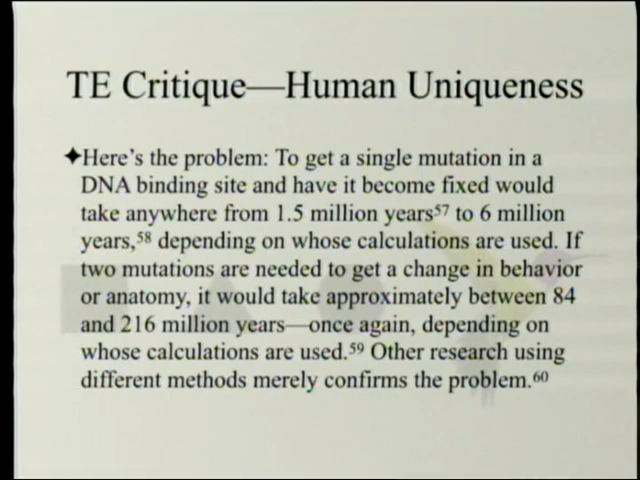 TE Critique—Human Uniqueness
✦Here's the problem: To get a single mutation in a
DNA binding site and have it become fixed would
take anywhere from 1.5 million years⁵⁷ to 6 million
years,⁵⁸ depending on whose calculations are used. If
two mutations are needed to get a change in behavior
or anatomy, it would take approximately between 84
and 216 million years—once again, depending on
whose calculations are used.⁵⁹ Other research using
different methods merely confirms the problem.⁶⁰